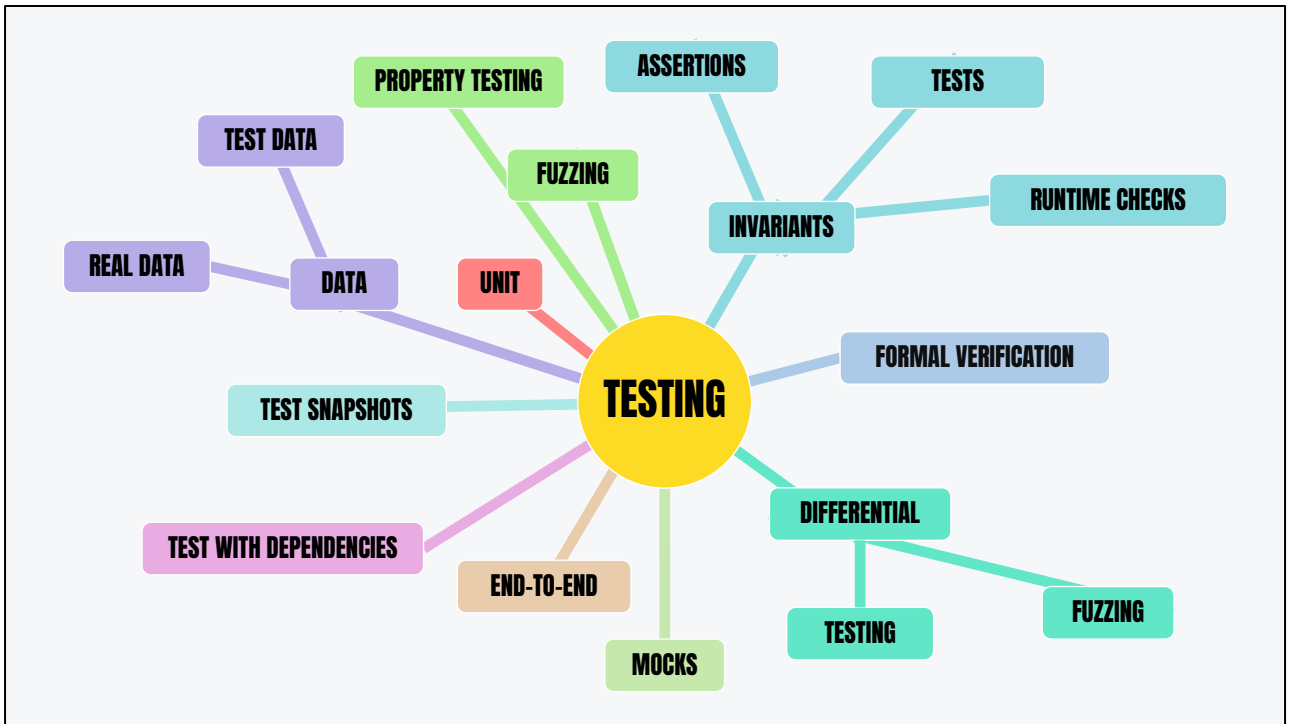 ASSERTIONS
PROPERTY TESTING
TESTS
TEST DATA
FUZZING
RUNTIME CHECKS
INVARIANTS
REAL DATA
DATA
UNIT
FORMAL VERIFICATION
TESTING
TEST SNAPSHOTS
DIFFERENTIAL
TEST WITH DEPENDENCIES
END-TO-END
FUZZING
TESTING
MOCKS